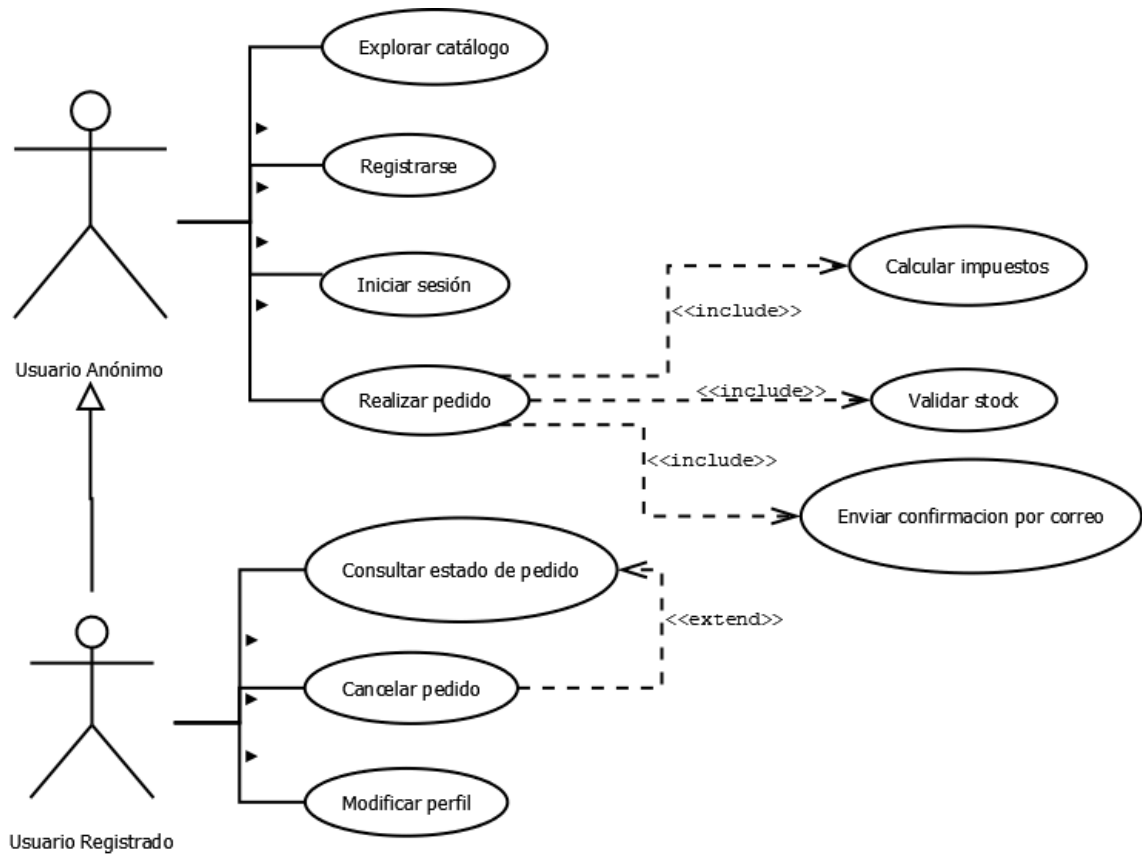 Explorar catálogo
Registrarse
Iniciar sesión
Calcular impuestos
<<include>>
Usuario Anónimo
Realizar pedido
<<include>>
Validar stock
<<include>>
Enviar confirmacion por correo
Consultar estado de pedido
<<extend>>
Cancelar pedido
Modificar perfil
Usuario Registrado